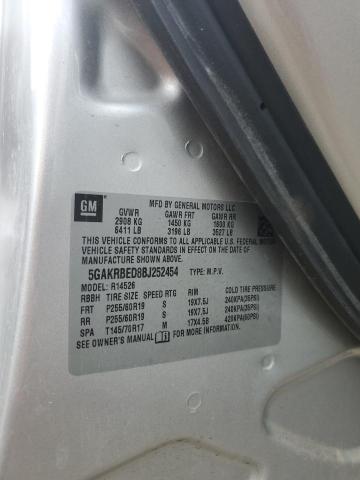 GM
MFD BY GENERAL MOTORS LLC
GVWR GAWR FRT GAWR RR
2908 KG 1450 KG 1600 KG
6411 LB 3196 LB 3527 LB
THIS VEHICLE CONFORMS TO ALL APPLICABLE U.S. FEDERAL MOTOR
VEHICLE SAFETY STANDARDS IN EFFECT ON THE DATE OF
MANUFACTURE SHOWN ABOVE.
5GAKRBED8BJ252454 TYPE: M.P.V.
MODEL: R14526
RBBH TIRE SIZE SPEED RTG RIM COLD TIRE PRESSURE
FRT P255/60R19 S 19X7.5J 240KPA(35PSI)
RR P255/60R19 S 19X7.5J 240KPA(35PSI)
SPA T145/70R17 M 17X4.5B 420KPA(60PSI)
SEE OWNER'S MANUAL FOR MORE INFORMATION